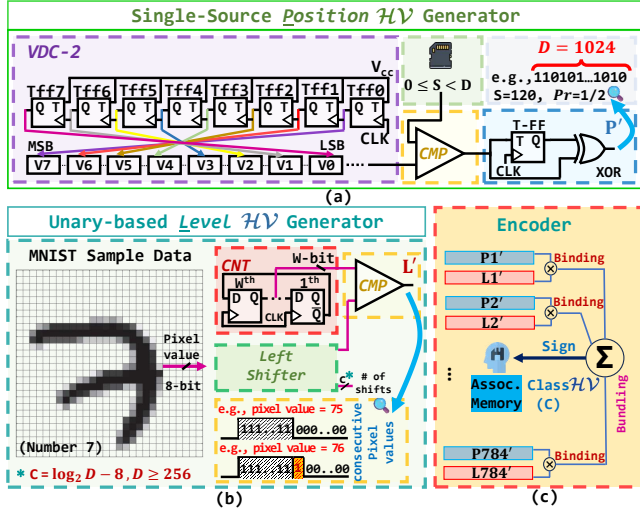 Single-Source Position HV Generator
VDC-2
Vcc
Tff7 Tff6 Tff5 Tff4 Tff3 Tff2 Tff1 Tff0
Q T Q T Q T Q T Q T Q T Q T Q T
CLK
MSB LSB
V7 V6 V5 V4 V3 V2 V1 V0
0 ≤ S < D
CMP
D = 1024
e.g., 110101…1010
S=120, Pr=1/2
P'
T-FF
T Q
CLK
XOR
(a)
Unary-based Level HV Generator
MNIST Sample Data
(Number 7)
Pixel value
8-bit
* C = log₂ D − 8, D ≥ 256
CNT
W-bit
Wᵗʰ 1ᵗʰ
D Q D Q
CLK Q̅
CMP
L'
Left Shifter
C* # of shifts
e.g., pixel value = 75
111..11 000..00
e.g., pixel value = 76
111..11 1 00..00
consecutive Pixel values
(b)
Encoder
P1'
Binding
L1'
P2'
Binding
L2'
Sign
Σ
Assoc. Memory
Class HV (C)
Bundling
P784'
Binding
L784'
(c)